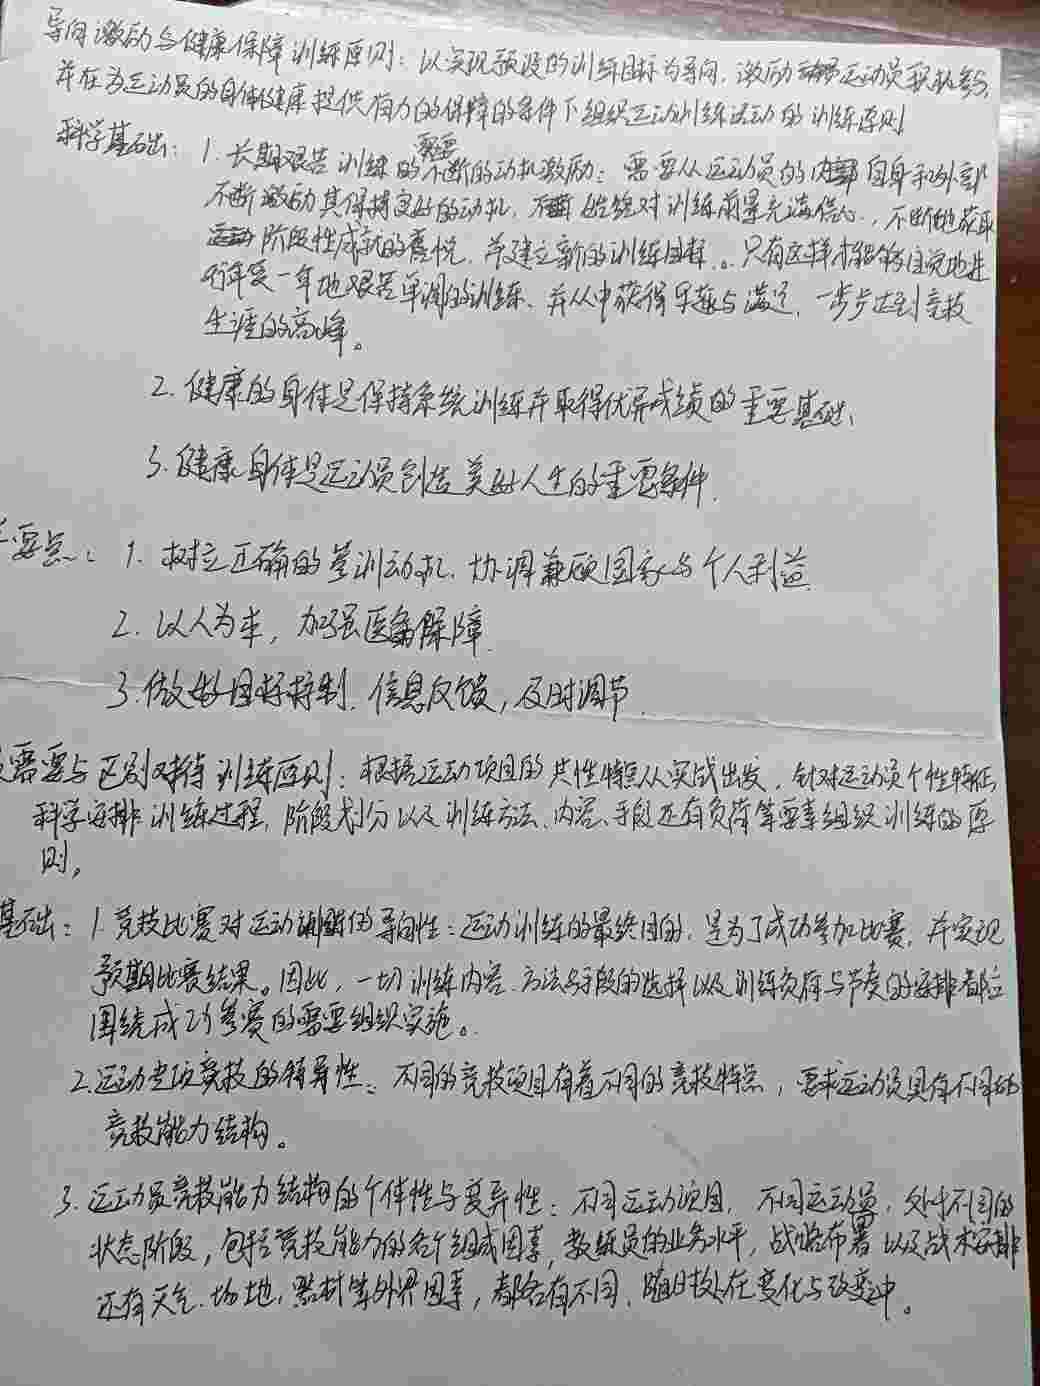 导向激励与健康保障训练原则：以实现预设的训练目标为导向，激励运动员积极参与，
并在为运动员的身体健康提供有力的保障的条件下组织运动训练活动的训练原则
科学基础：1.长期艰苦训练的需要不断的动机激励：需要从运动员的内部自身和外部
不断激励其保持良好的动机，始终对训练前景充满信心，不断地获取
阶段性成就的喜悦，并建立新的训练目标。只有这样才能够自觉地进
行年复一年地艰苦单调的训练、并从中获得乐趣与满足，一步步达到竞技
生涯的高峰。
2.健康的身体是保持系统训练并取得优异成绩的重要基础、
3.健康身体是运动员创造美好人生的重要条件.
要点：1.树立正确的参训动机.协调兼顾国家与个人利益.
2.以人为本，加强医务保障.
3.做好目标控制.信息反馈，及时调节.
需要与区别对待训练原则：根据运动项目的共性特点从实战出发，针对运动员个性特征
科学安排训练过程，阶段划分以及训练方法、内容、手段还有负荷等要素组织训练的原
则。
基础：1.竞技比赛对运动训练的导向性：运动训练的最终目的，是为了成功参加比赛，并实现
预期比赛结果。因此，一切训练内容、方法与手段的选择以及训练负荷与节奏的安排都应
围绕成功参赛的需要组织实施。
2.运动专项竞技的特异性：不同的竞技项目有着不同的竞技特点，要求运动员具有不同的
竞技能力结构。
3.运动员竞技能力结构的个体性与变异性：不同运动项目，不同运动员，处于不同的
状态阶段，包括竞技能力的各个组成因素，教练员的业务水平，战略布署以及战术安排
还有天气、场地，器材等外界因素，都各有不同，随时处在变化与改变中。